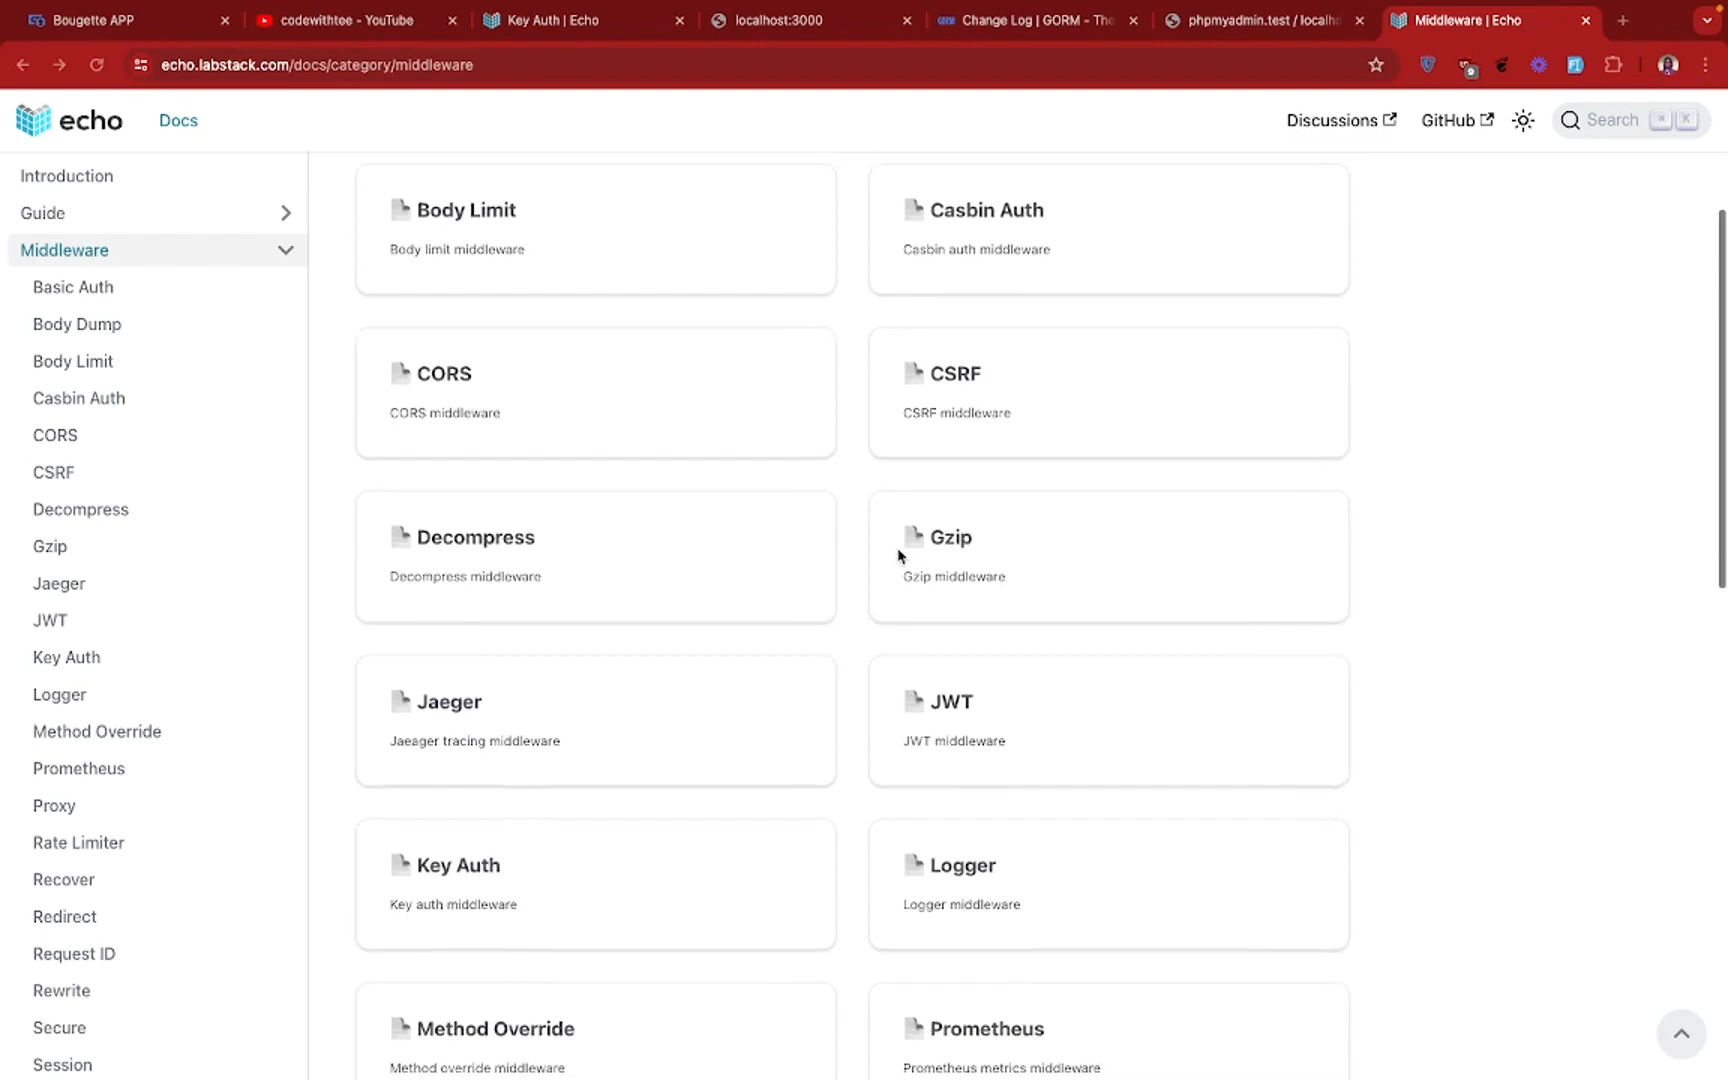 Bougette APP
codewithtee - YouTube
Key Auth | Echo
localhost:3000
Change Log | GORM - The
phpmyadmin.test / localho
Middleware | Echo
echo.labstack.com/docs/category/middleware
9
echo
Docs
Discussions
GitHub
Search
K
Introduction
Guide
Middleware
Basic Auth
Body Dump
Body Limit
Casbin Auth
CORS
CSRF
Decompress
Gzip
Jaeger
JWT
Key Auth
Logger
Method Override
Prometheus
Proxy
Rate Limiter
Recover
Redirect
Request ID
Rewrite
Secure
Session
Body Limit
Body limit middleware
Casbin Auth
Casbin auth middleware
CORS
CORS middleware
CSRF
CSRF middleware
Decompress
Decompress middleware
Gzip
Gzip middleware
Jaeger
Jaeager tracing middleware
JWT
JWT middleware
Key Auth
Key auth middleware
Logger
Logger middleware
Method Override
Method override middleware
Prometheus
Prometheus metrics middleware